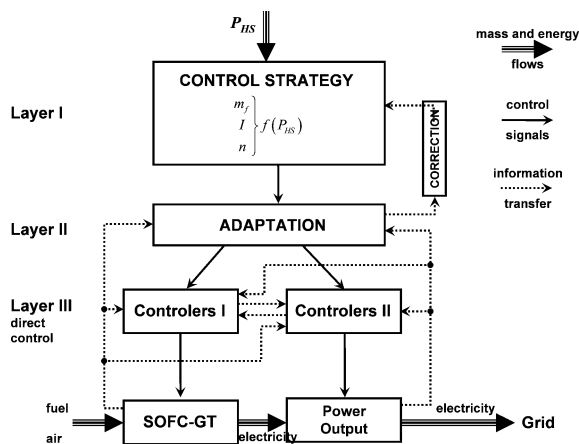 P_HS
mass and energy
flows
CONTROL STRATEGY
m_f
I
n
f(P_HS)
Layer I
control
signals
CORRECTION
information
transfer
Layer II
ADAPTATION
Layer III
direct
control
Controlers I
Controlers II
fuel
air
SOFC-GT
electricity
Power
Output
electricity
Grid